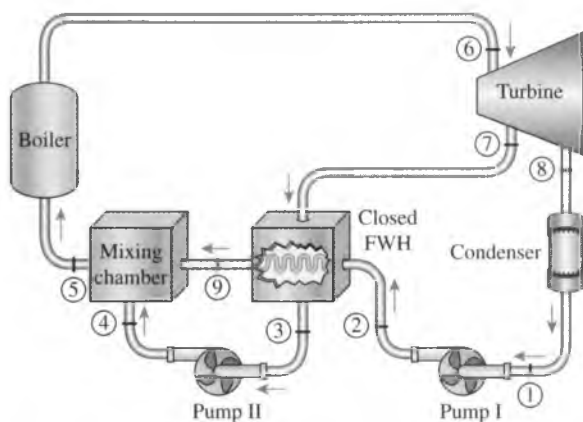 6
Turbine
Boiler
7
8
Closed
FWH
Condenser
Mixing
chamber
9
5
4
3
2
1
Pump II
Pump I